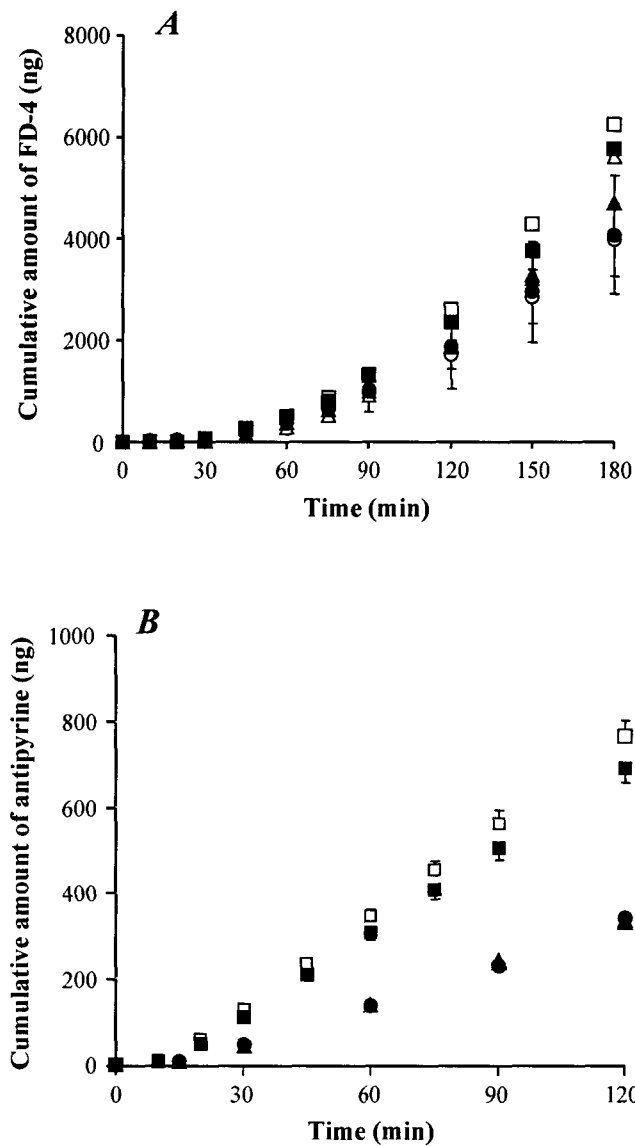 A
8000
6000
4000
2000
0
Cumulative amount of FD-4 (ng)
0 30 60 90 120 150 180
Time (min)
B
1000
800
600
400
200
0
Cumulative amount of antipyrine (ng)
0 30 60 90 120
Time (min)